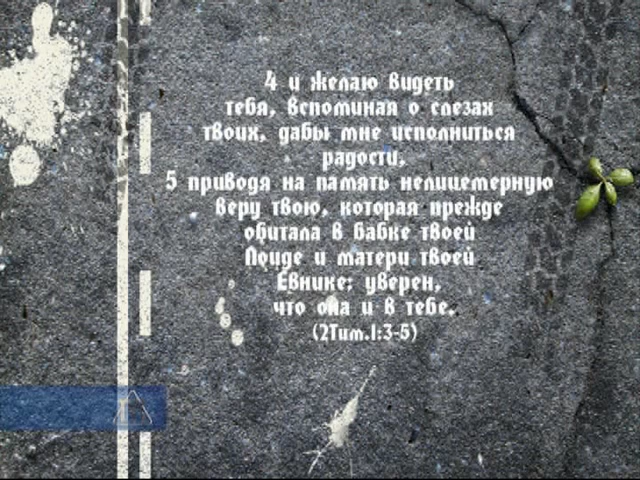 4 и желаю видеть
тебя, вспоминая о слезах
твоих, дабы мне исполниться
радости,
5 приводя на память нелицемерную
веру твою, которая прежде
обитала в бабке твоей
Лоиде и матери твоей
Евнике; уверен,
что она и в тебе.
(2Тим.1:3-5)